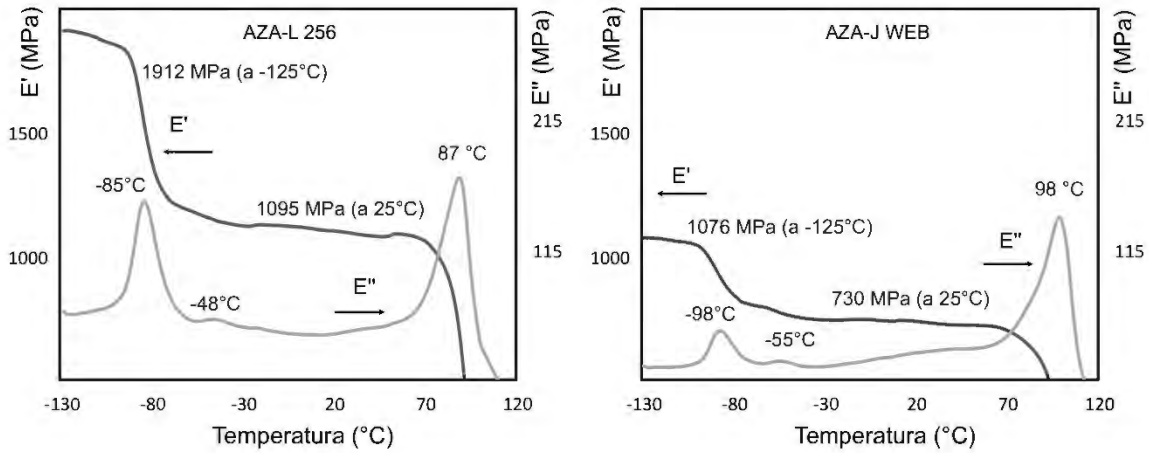 AZA-L 256
E' (MPa)
E" (MPa)
1912 MPa (a -125°C)
1500
215
E'
87 °C
-85°C
1095 MPa (a 25°C)
1000
115
E"
-48°C
-130 -80 -30 20 70 120
Temperatura (°C)
AZA-J WEB
E' (MPa)
E" (MPa)
1500
215
E'
98 °C
1076 MPa (a -125°C)
E"
1000
115
730 MPa (a 25°C)
-98°C
-55°C
-130 -80 -30 20 70 120
Temperatura (°C)